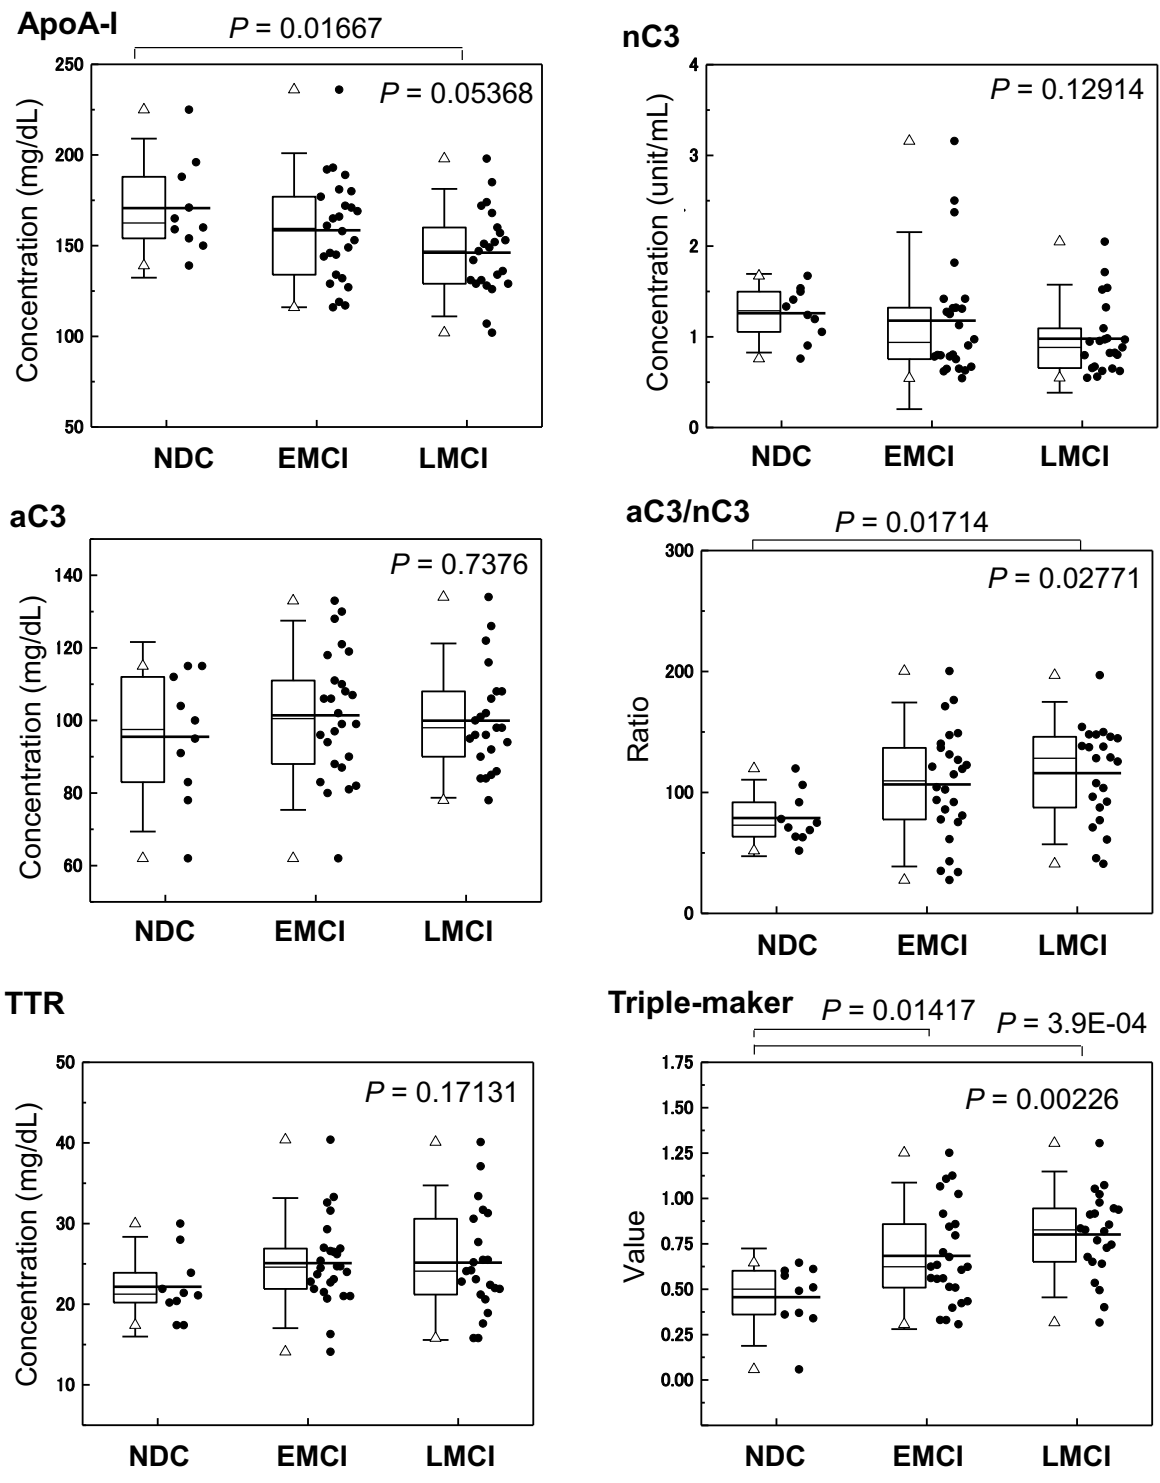 ApoA-I
P = 0.01667
P = 0.05368
Concentration (mg/dL)
250
200
150
100
50
NDC EMCI LMCI
nC3
P = 0.12914
Concentration (unit/mL)
4
3
2
1
0
NDC EMCI LMCI
aC3
P = 0.7376
Concentration (mg/dL)
140
120
100
80
60
NDC EMCI LMCI
aC3/nC3
P = 0.01714
P = 0.02771
Ratio
300
200
100
0
NDC EMCI LMCI
TTR
P = 0.17131
Concentration (mg/dL)
50
40
30
20
10
NDC EMCI LMCI
Triple-maker
P = 0.01417
P = 3.9E-04
P = 0.00226
Value
1.75
1.50
1.25
1.00
0.75
0.50
0.25
0.00
NDC EMCI LMCI